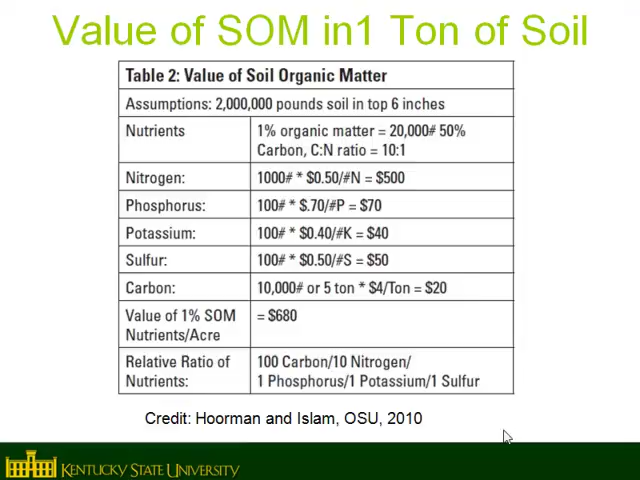 Value of SOM in1 Ton of Soil
Table 2: Value of Soil Organic Matter
Assumptions: 2,000,000 pounds soil in top 6 inches
Nutrients
1% organic matter = 20,000# 50%
Carbon, C:N ratio = 10:1
Nitrogen:
1000# * $0.50/#N = $500
Phosphorus:
100# * $.70/#P = $70
Potassium:
100# * $0.40/#K = $40
Sulfur:
100# * $0.50/#S = $50
Carbon:
10,000# or 5 ton * $4/Ton = $20
Value of 1% SOM
Nutrients/Acre
= $680
Relative Ratio of
Nutrients:
100 Carbon/10 Nitrogen/
1 Phosphorus/1 Potassium/1 Sulfur
Credit: Hoorman and Islam, OSU, 2010
KENTUCKY STATE UNIVERSITY